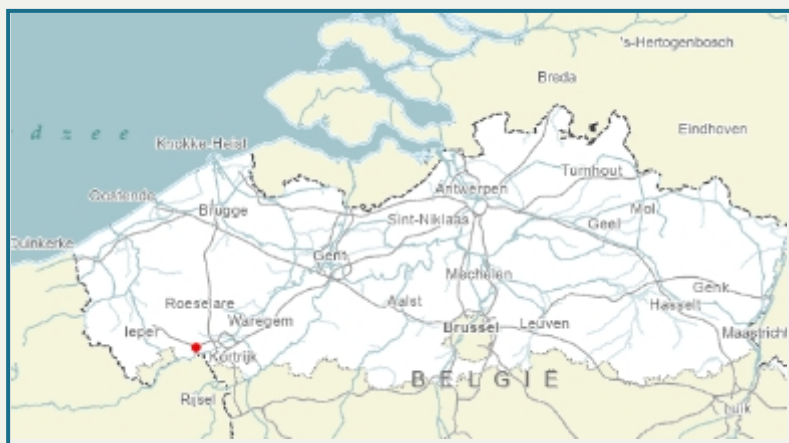 's-Hertogenbosch
Breda
d z e e
Eindhoven
Knokke-Heist
Turnhout
Antwerpen
Oostende
Brugge
Mol
Sint-Niklaas
Geel
Duinkerke
Gent
Mechelen
Genk
Roeselare
Aalst
Hasselt
Waregem
Ieper
Brussel
Leuven
Maastricht
Kortrijk
BELGIË
Rijsel
Luik